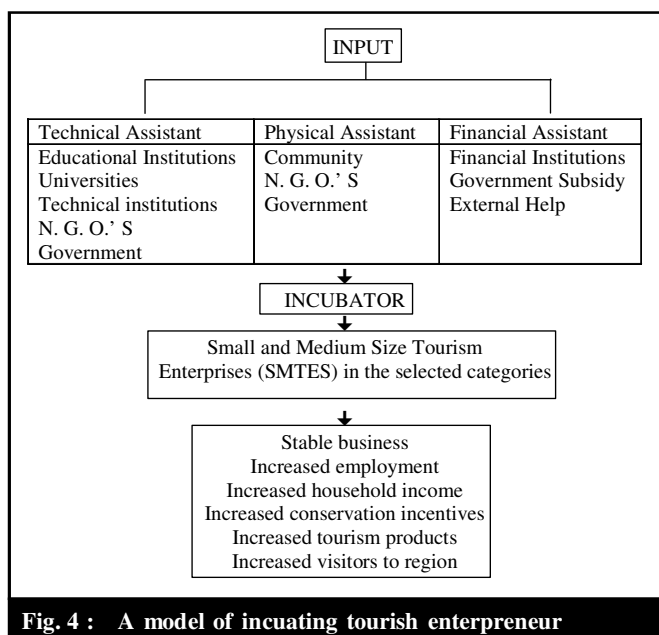 INPUT
Technical Assistant Physical Assistant Financial Assistant
Educational Institutions Community Financial Institutions
Universities N. G. O.' S Government Subsidy
Technical institutions Government External Help
N. G. O.' S
Government
INCUBATOR
Small and Medium Size Tourism
Enterprises (SMTES) in the selected categories
Stable business
Increased employment
Increased household income
Increased conservation incentives
Increased tourism products
Increased visitors to region
Fig. 4 : A model of incuating tourish enterpreneur